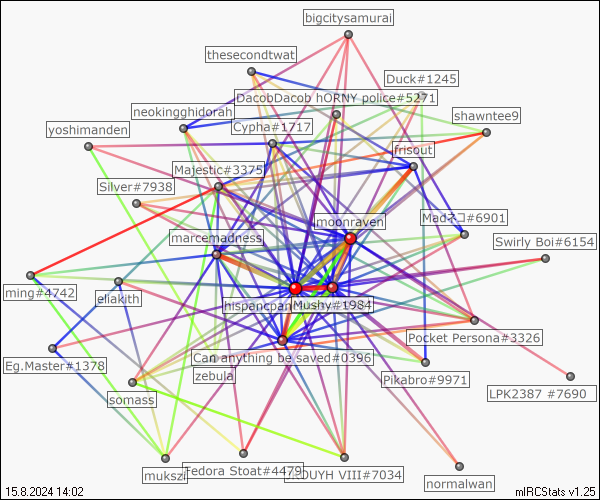 bigcitysamurai
thesecondtwat
Duck#1245
DacobDacob hORNY police#5271
neokingghidorah
shawntee9
Cypha#1717
yoshimanden
frisout
Majestic#3375
Silver#7938
moonraven
Mad
#6901
marcemadness
Swirly Boi#6154
ming#4742
eliakith
hispancpan
Mushy#1984
Pocket Persona#3326
Can anything be saved#0396
Eg.Master#1378
zebula
Pikabro#9971
LPK2387 #7690
somass
mukszi
Fedora Stoat#4479
VIII#7034
normalwan
15.8.2024 14:02
mIRCStats v1.25